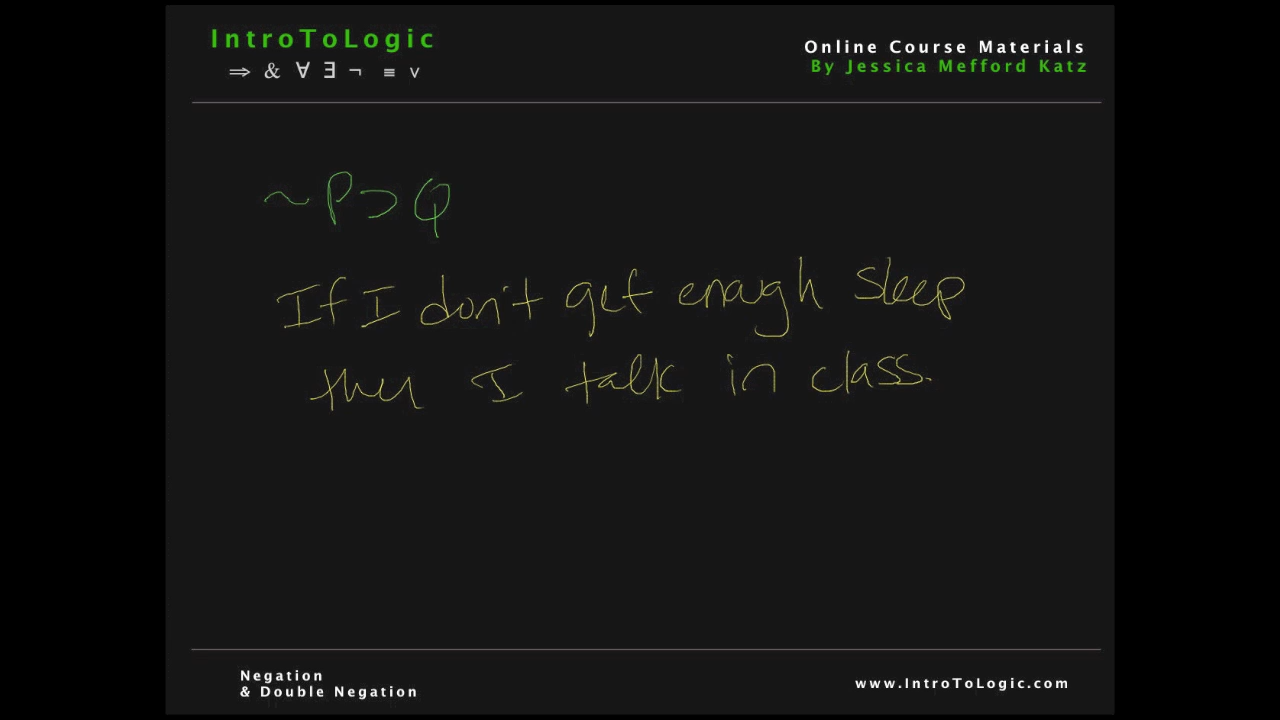 IntroToLogic
⇒ & ∀ ∃ ¬ ≡ ∨
Online Course Materials
By Jessica Mefford Katz
~P⊃Q
If I don't get enough sleep
then I talk in class.
Negation
& Double Negation
www.IntroToLogic.com